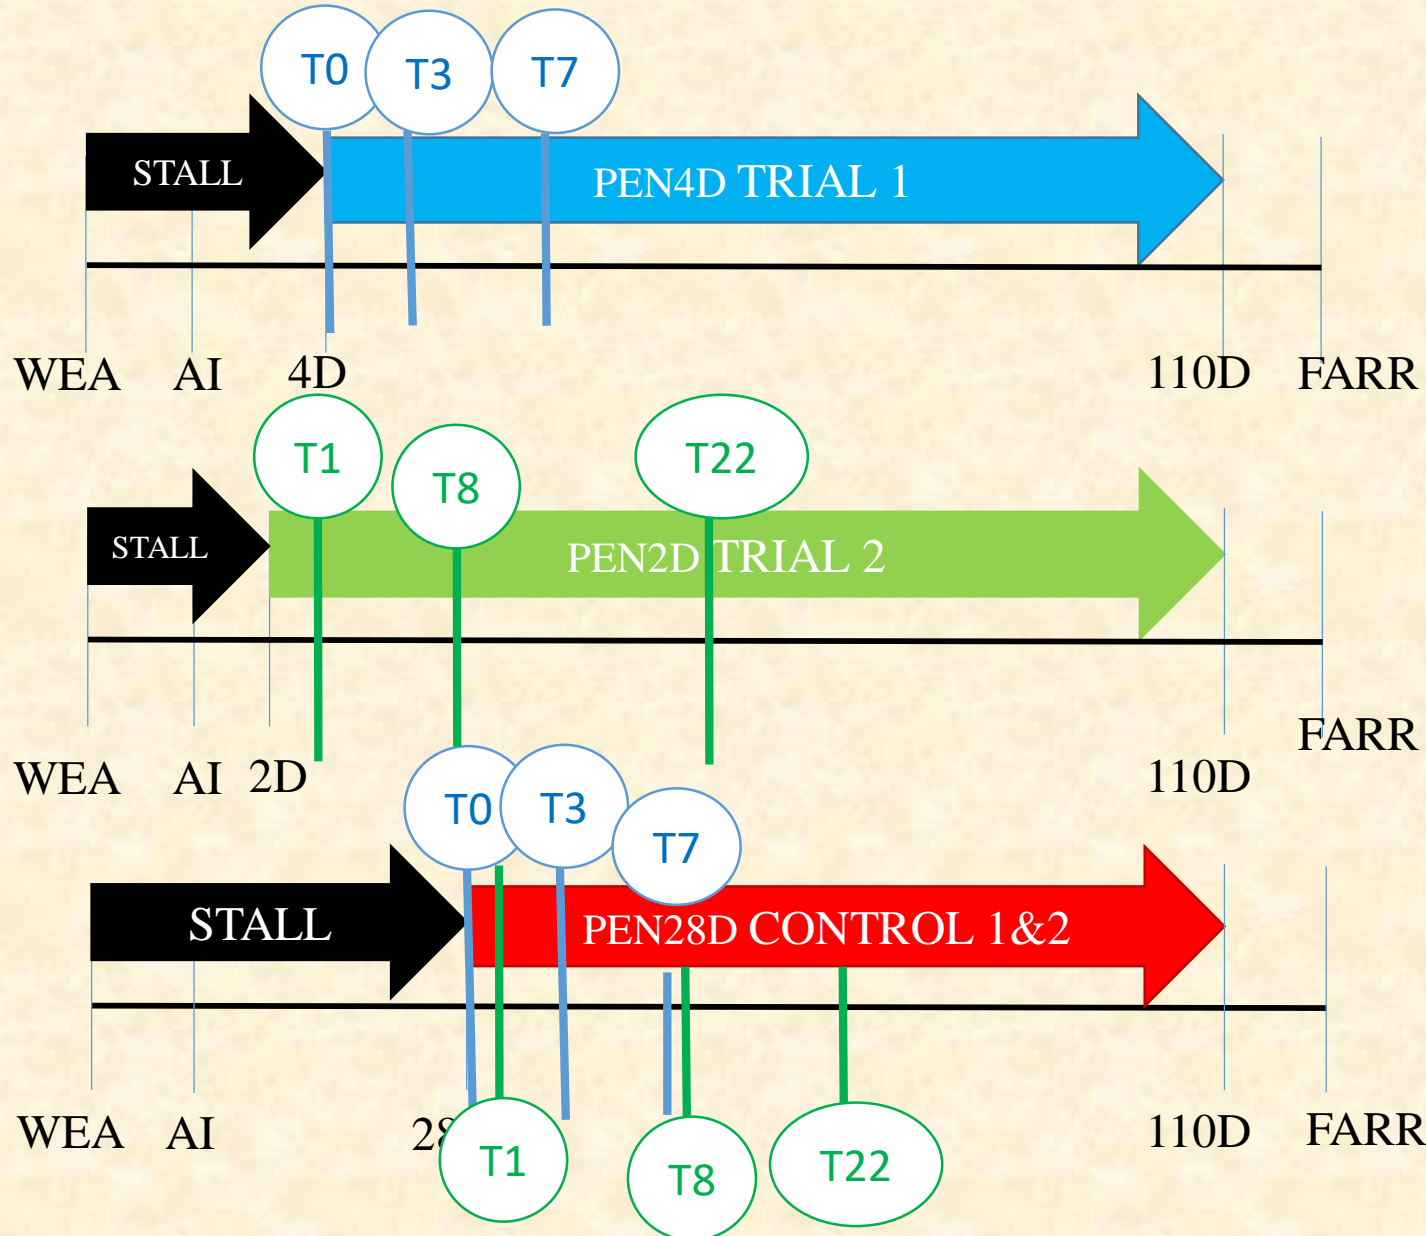 T0 T3 T7
STALL
PEN4D TRIAL 1
WEA AI 4D 110D FARR
T1 T8 T22
STALL
PEN2D TRIAL 2
WEA AI 2D 110D FARR
T0 T3 T7
STALL
PEN28D CONTROL 1&2
WEA AI 28 110D FARR
T1 T8 T22